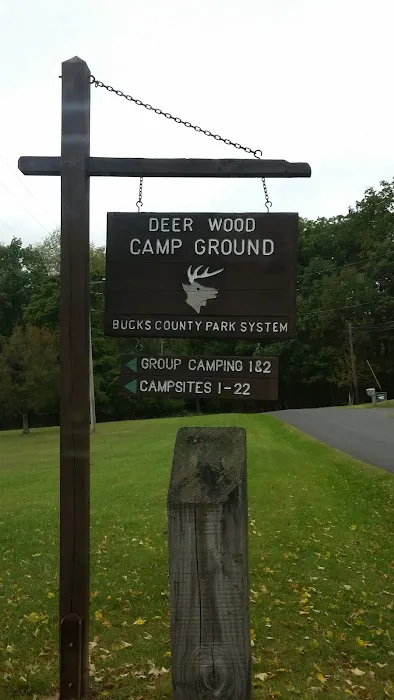 DEER WOOD
CAMP GROUND
BUCKS COUNTY PARK SYSTEM
GROUP CAMPING 1&2
CAMPSITES 1-22